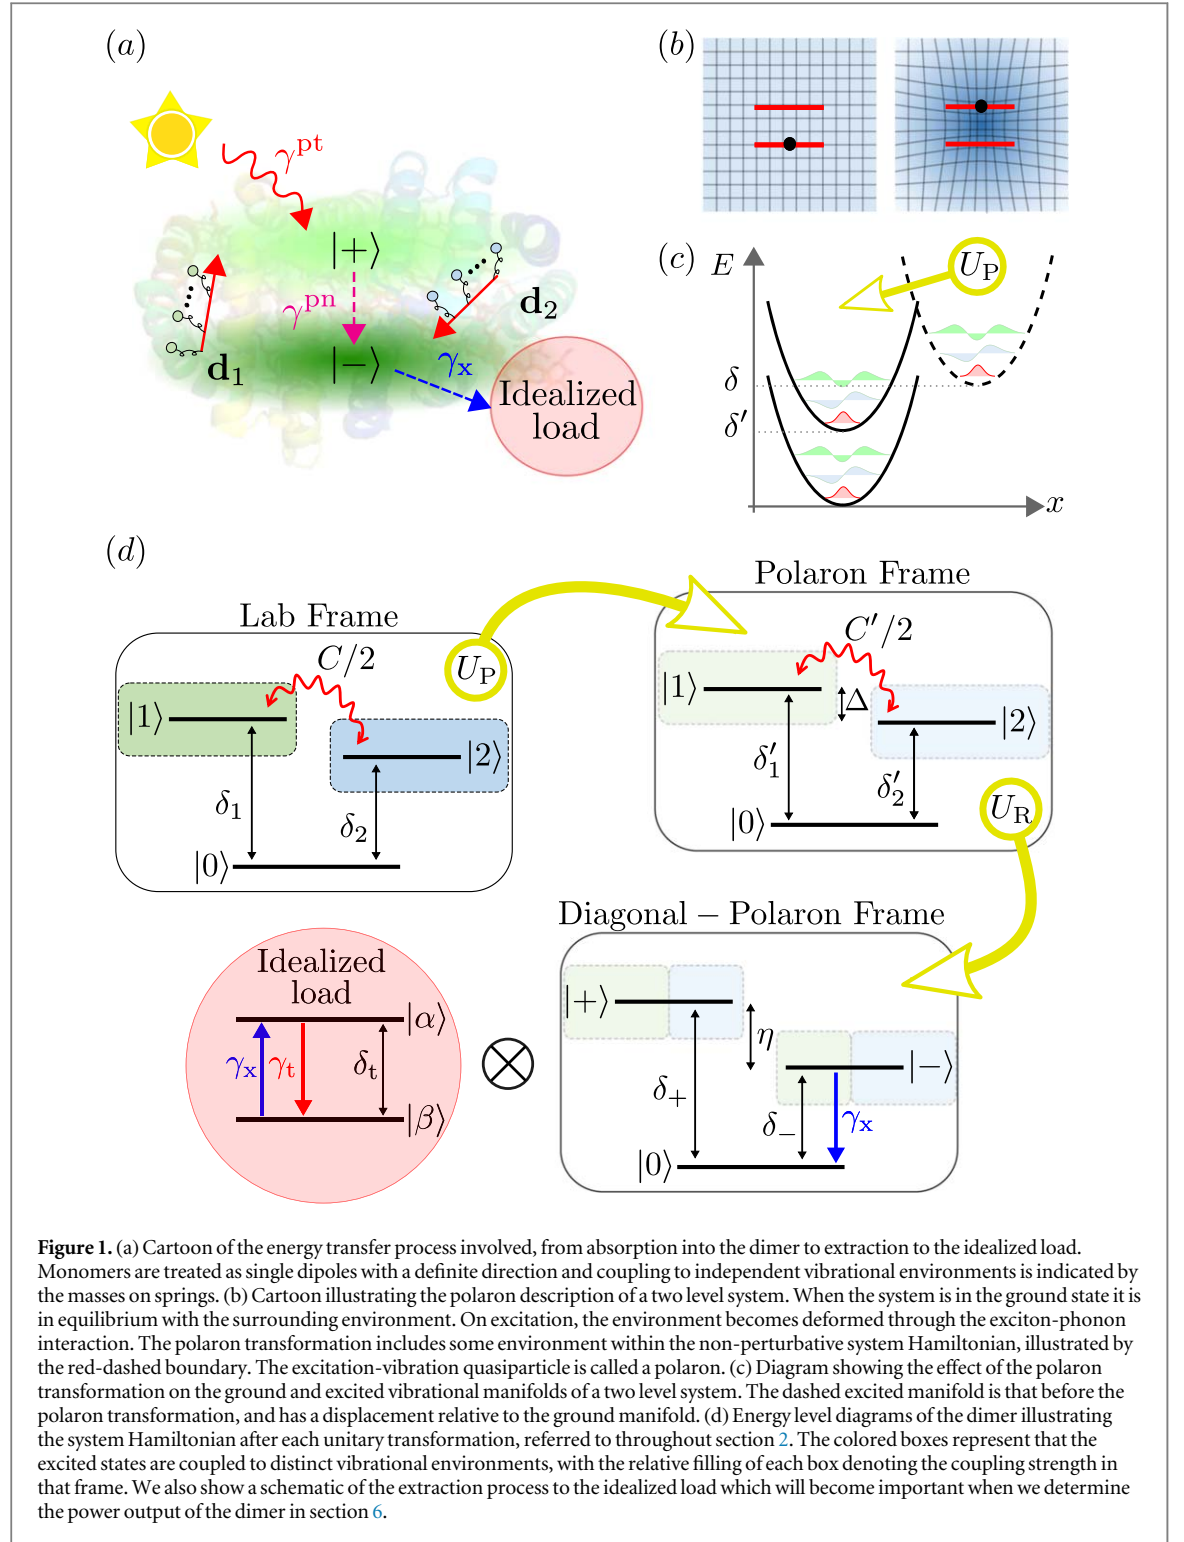 (a)
γ^pt
|+⟩
γ^pn
|−⟩
d₁
d₂
γₓ
Idealized
load
(b)
(c)
E
U_P
δ
δ′
x
(d)
Lab Frame
U_P
C/2
|1⟩
|2⟩
δ₁
δ₂
|0⟩
Polaron Frame
C′/2
|1⟩
Δ
|2⟩
δ′₁
δ′₂
|0⟩
U_R
Idealized
load
|α⟩
γₓ
γ_t
δ_t
|β⟩
Diagonal – Polaron Frame
|+⟩
η
|−⟩
δ₊
δ₋
γₓ
|0⟩
Figure 1. (a) Cartoon of the energy transfer process involved, from absorption into the dimer to extraction to the idealized load.
Monomers are treated as single dipoles with a definite direction and coupling to independent vibrational environments is indicated by
the masses on springs. (b) Cartoon illustrating the polaron description of a two level system. When the system is in the ground state it is
in equilibrium with the surrounding environment. On excitation, the environment becomes deformed through the exciton-phonon
interaction. The polaron transformation includes some environment within the non-perturbative system Hamiltonian, illustrated by
the red-dashed boundary. The excitation-vibration quasiparticle is called a polaron. (c) Diagram showing the effect of the polaron
transformation on the ground and excited vibrational manifolds of a two level system. The dashed excited manifold is that before the
polaron transformation, and has a displacement relative to the ground manifold. (d) Energy level diagrams of the dimer illustrating
the system Hamiltonian after each unitary transformation, referred to throughout section 2. The colored boxes represent that the
excited states are coupled to distinct vibrational environments, with the relative filling of each box denoting the coupling strength in
that frame. We also show a schematic of the extraction process to the idealized load which will become important when we determine
the power output of the dimer in section 6.